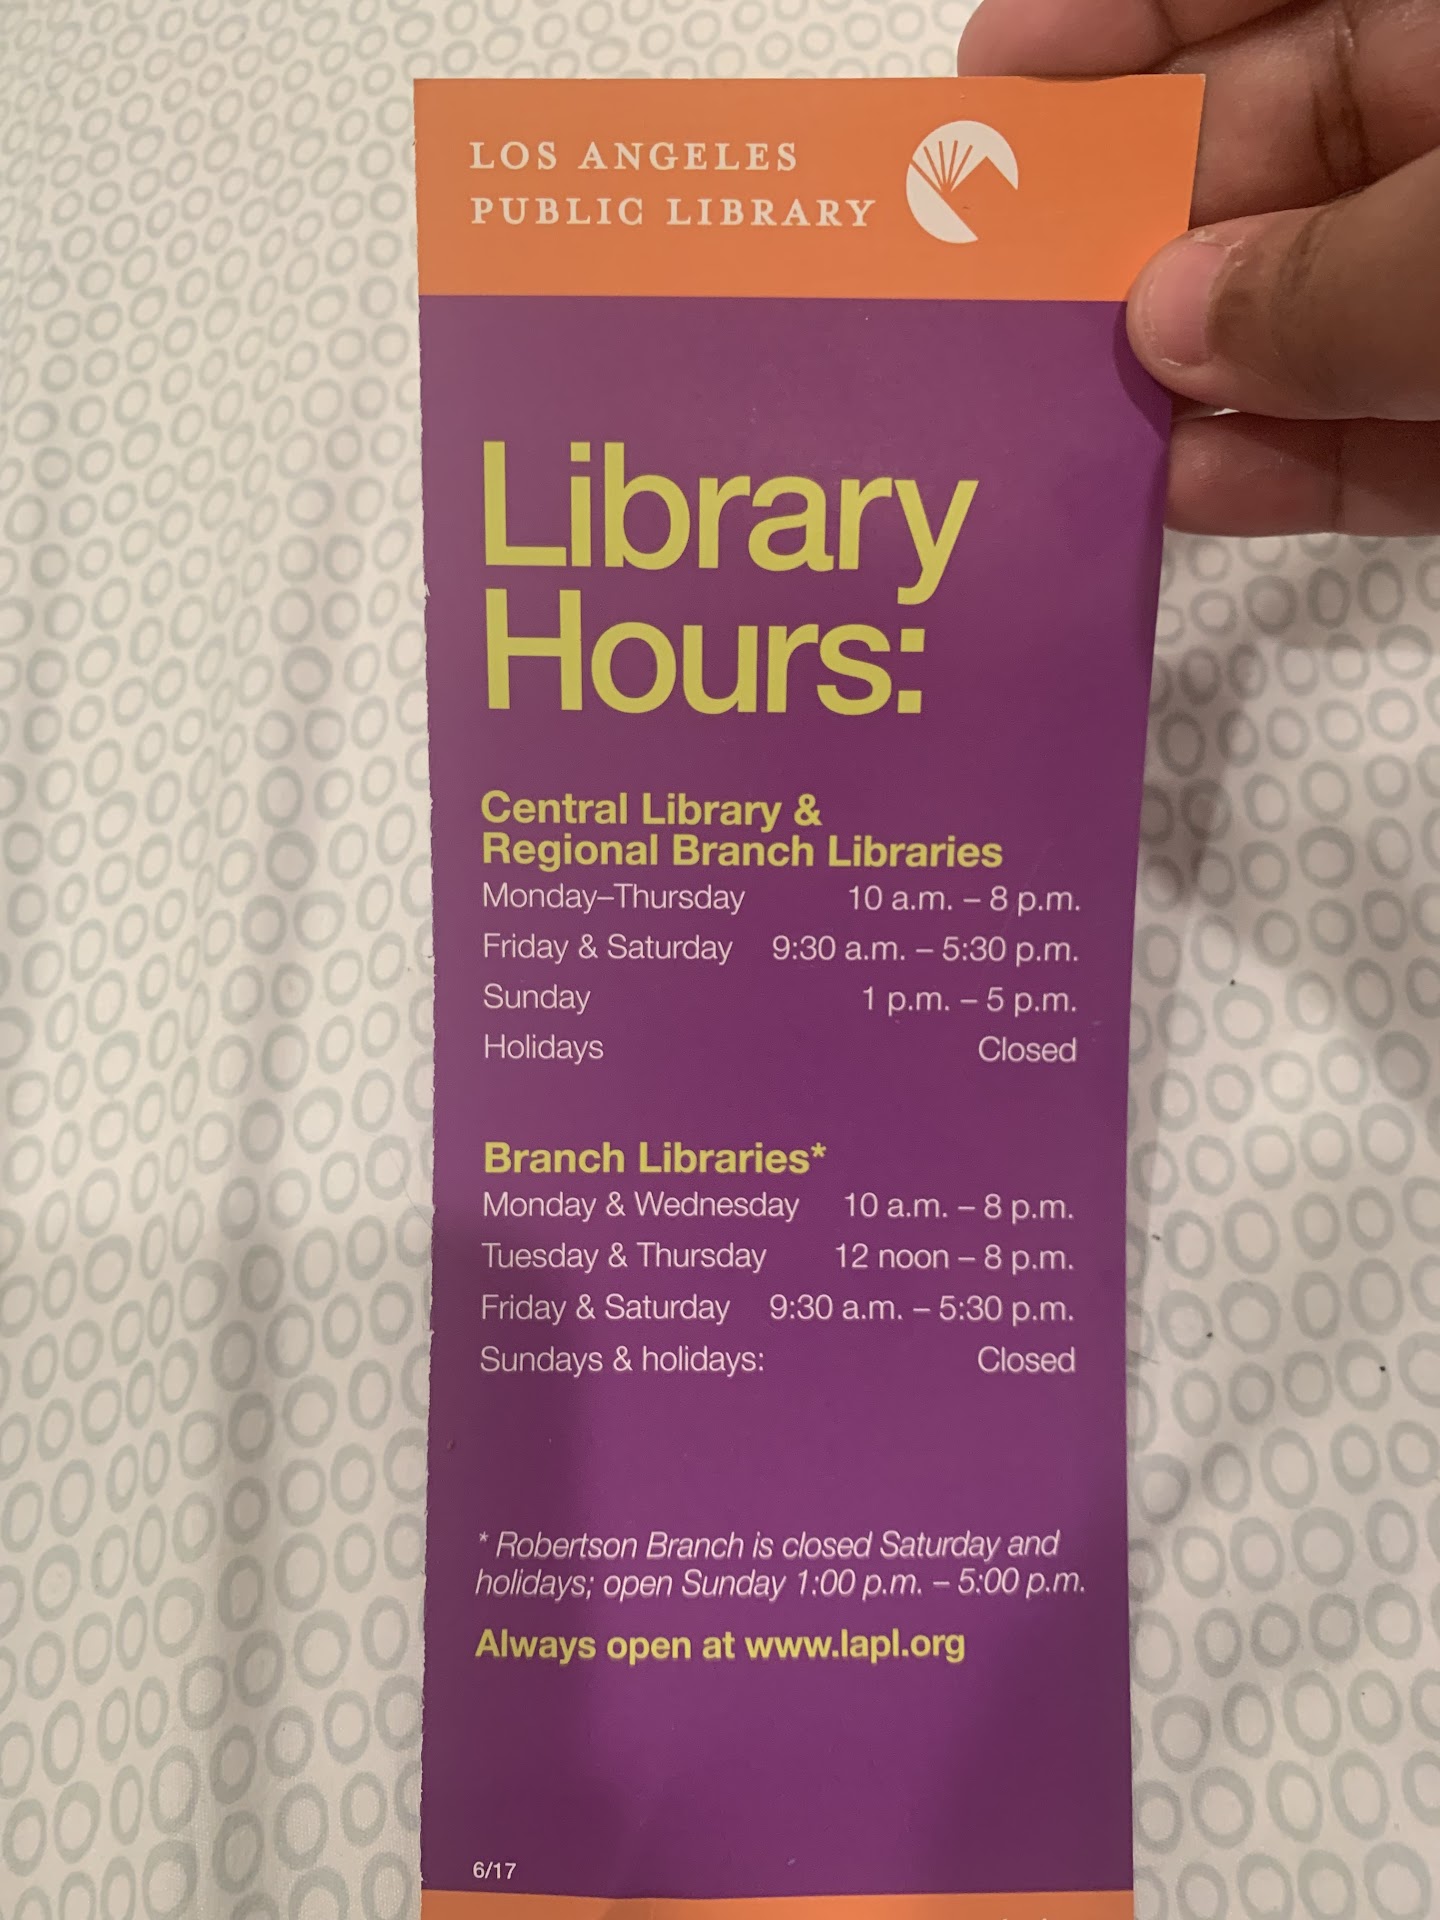 LOS ANGELES
PUBLIC LIBRARY
Library
Hours:
Central Library &
Regional Branch Libraries
Monday–Thursday 10 a.m. – 8 p.m.
Friday & Saturday 9:30 a.m. – 5:30 p.m.
Sunday 1 p.m. – 5 p.m.
Holidays Closed
Branch Libraries*
Monday & Wednesday 10 a.m. – 8 p.m.
Tuesday & Thursday 12 noon – 8 p.m.
Friday & Saturday 9:30 a.m. – 5:30 p.m.
Sundays & holidays: Closed
* Robertson Branch is closed Saturday and
holidays; open Sunday 1:00 p.m. – 5:00 p.m.
Always open at www.lapl.org
6/17